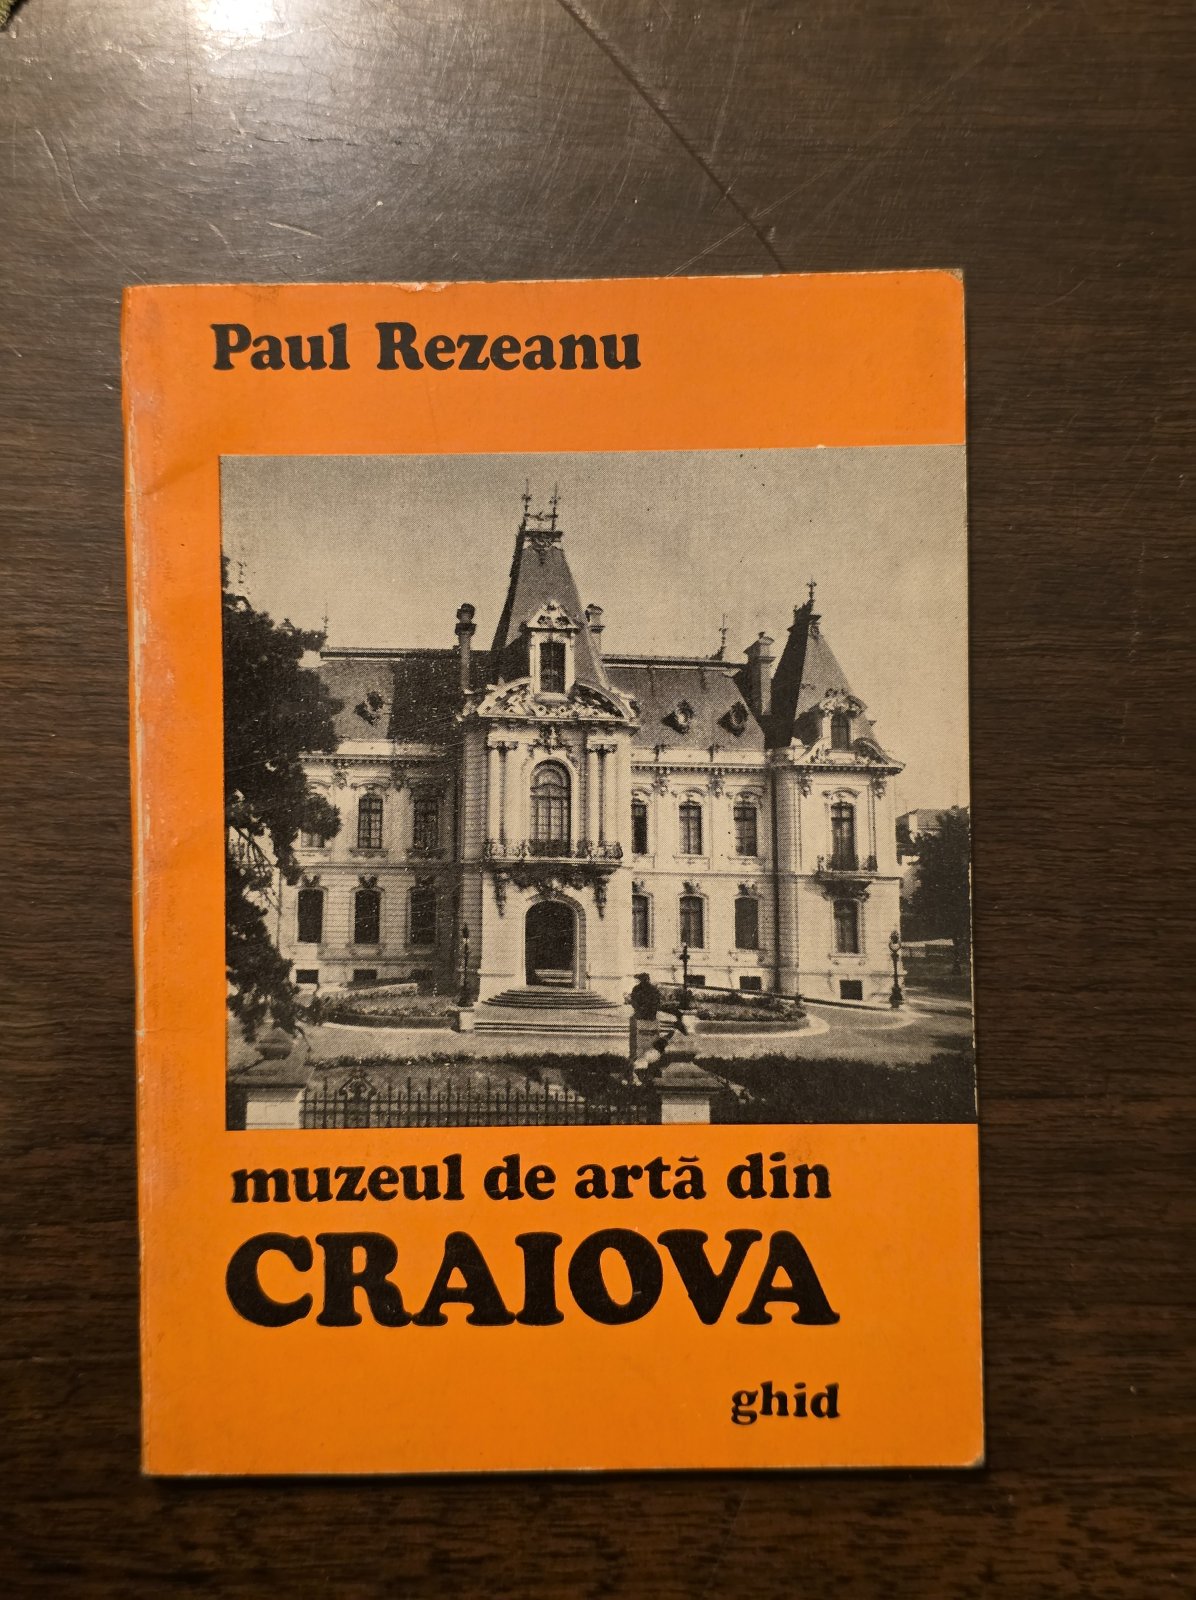 Paul Rezeanu
muzeul de artă din
CRAIOVA
ghid